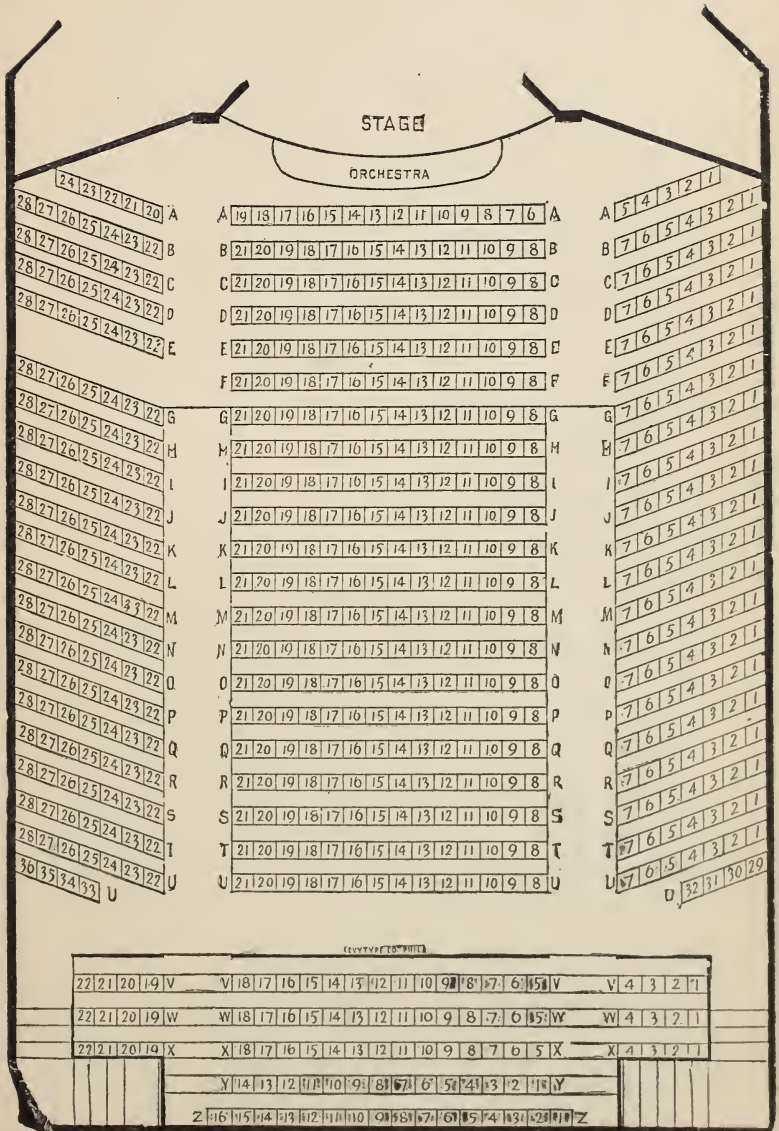 STAGE
ORCHESTRA
24 23 22 21 20 A A 19 18 17 16 15 14 13 12 11 10 9 8 7 6 A A 5 4 3 2 1
28 27 26 25 24 23 22 B B 21 20 19 18 17 16 15 14 13 12 11 10 9 8 B B 7 6 5 4 3 2 1
28 27 26 25 24 23 22 C C 21 20 19 18 17 16 15 14 13 12 11 10 9 8 C C 7 6 5 4 3 2 1
28 27 26 25 24 23 22 D D 21 20 19 18 17 16 15 14 13 12 11 10 9 8 D D 7 6 5 4 3 2 1
28 27 26 25 24 23 22 E E 21 20 19 18 17 16 15 14 13 12 11 10 9 8 E E 7 6 5 4 3 2 1
F 21 20 19 18 17 16 15 14 13 12 11 10 9 8 F F 7 6 5 4 3 2 1
28 27 26 25 24 23 22 G G 21 20 19 18 17 16 15 14 13 12 11 10 9 8 G G 7 6 5 4 3 2 1
28 27 26 25 24 23 22 H H 21 20 19 18 17 16 15 14 13 12 11 10 9 8 H H 7 6 5 4 3 2 1
28 27 26 25 24 23 22 I I 21 20 19 18 17 16 15 14 13 12 11 10 9 8 I I 7 6 5 4 3 2 1
28 27 26 25 24 23 22 J J 21 20 19 18 17 16 15 14 13 12 11 10 9 8 J J 7 6 5 4 3 2 1
28 27 26 25 24 23 22 K K 21 20 19 18 17 16 15 14 13 12 11 10 9 8 K K 7 6 5 4 3 2 1
28 27 26 25 24 23 22 L L 21 20 19 18 17 16 15 14 13 12 11 10 9 8 L L 7 6 5 4 3 2 1
28 27 26 25 24 23 22 M M 21 20 19 18 17 16 15 14 13 12 11 10 9 8 M M 7 6 5 4 3 2 1
28 27 26 25 24 23 22 N N 21 20 19 18 17 16 15 14 13 12 11 10 9 8 N N 7 6 5 4 3 2 1
28 27 26 25 24 23 22 O O 21 20 19 18 17 16 15 14 13 12 11 10 9 8 O O 7 6 5 4 3 2 1
28 27 26 25 24 23 22 P P 21 20 19 18 17 16 15 14 13 12 11 10 9 8 P P 7 6 5 4 3 2 1
28 27 26 25 24 23 22 Q Q 21 20 19 18 17 16 15 14 13 12 11 10 9 8 Q Q 7 6 5 4 3 2 1
28 27 26 25 24 23 22 R R 21 20 19 18 17 16 15 14 13 12 11 10 9 8 R R 7 6 5 4 3 2 1
28 27 26 25 24 23 22 S S 21 20 19 18 17 16 15 14 13 12 11 10 9 8 S S 7 6 5 4 3 2 1
28 27 26 25 24 23 22 T T 21 20 19 18 17 16 15 14 13 12 11 10 9 8 T T 7 6 5 4 3 2 1
28 27 26 25 24 23 22 U U 21 20 19 18 17 16 15 14 13 12 11 10 9 8 U U 7 6 5 4 3 2 1
36 35 34 33 U U 32 31 30 29
LEVYTYPE CO. PHILA
22 21 20 19 V V 18 17 16 15 14 13 12 11 10 9 8 7 6 5 V V 4 3 2 1
22 21 20 19 W W 18 17 16 15 14 13 12 11 10 9 8 7 6 5 W W 4 3 2 1
22 21 20 19 X X 18 17 16 15 14 13 12 11 10 9 8 7 6 5 X X 4 3 2 1
Y 14 13 12 11 10 9 8 7 6 5 4 3 2 1 Y
Z 16 15 14 13 12 11 10 9 8 7 6 5 4 3 2 1 Z